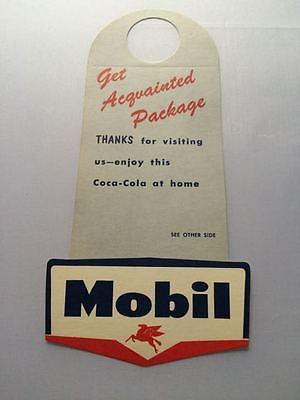 Get
Acquainted
Package
THANKS for visiting
us—enjoy this
Coca-Cola at home
SEE OTHER SIDE
Mobil